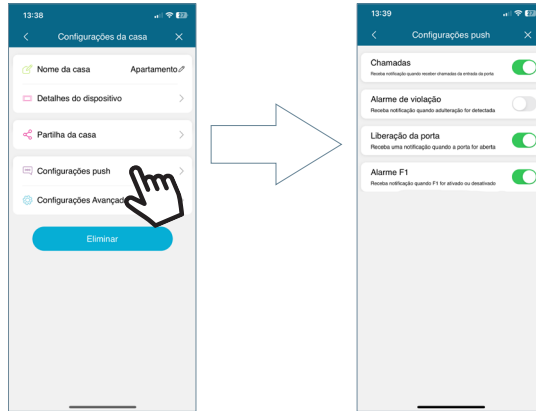 13:38
27
Configurações da casa
Nome da casa
Apartamento
Detalhes do dispositivo
Partilha da casa
Configurações push
Configurações Avançad
Eliminar
13:39
27
Configurações push
Chamadas
Receba notificação quando receber chamadas da entrada da porta
Alarme de violação
Receba notificação quando adulteração for detectada
Liberação da porta
Receba uma notificação quando a porta for aberta
Alarme F1
Receba notificação quando F1 for ativado ou desativado